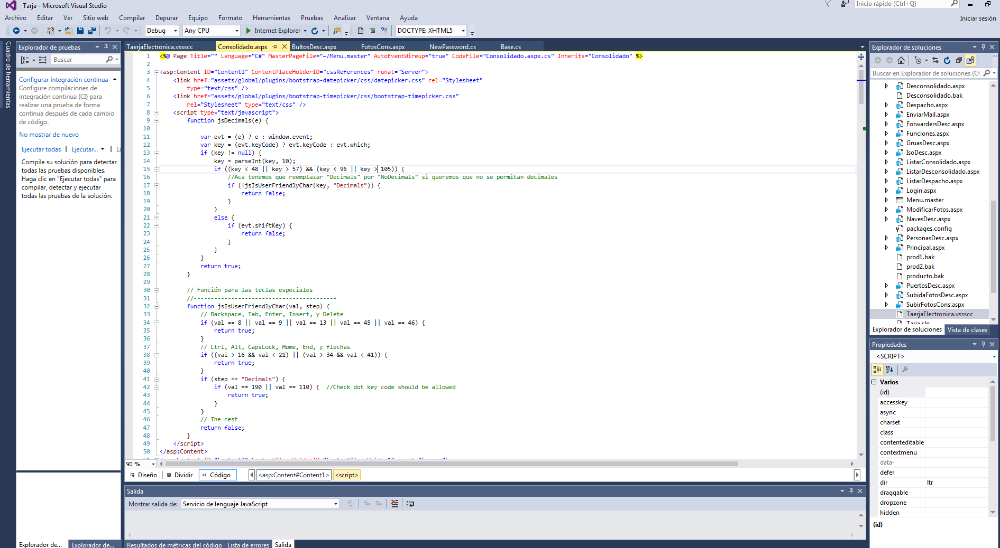 Tarja - Microsoft Visual Studio
Inicio rápido (Ctrl+Q)
Archivo Editar Ver Sitio web Compilar Depurar Equipo Formato Herramientas Pruebas Analizar Ventana Ayuda
Iniciar sesión
Debug Any CPU Internet Explorer DOCTYPE: XHTML5
Cuadro de herramientas
Explorador de pruebas
Buscar
Configurar integración continua
Configure compilaciones de
integración continua (CI) para
realizar una prueba de forma
continua después de cada cambio
de código.
No mostrar de nuevo
Ejecutar todas | Ejecutar... | Li
Compile su solución para detectar
todas las pruebas disponibles.
Haga clic en "Ejecutar todas" para
compilar, detectar y ejecutar
todas las pruebas de la solución.
Explorador de... Explorador de...
TaerjaElectronica.vssscc Consolidado.aspx BultosDesc.aspx FotosCons.aspx NewPassword.cs Base.cs
1 <%@ Page Title="" Language="C#" MasterPageFile="~/Menu.master" AutoEventWireup="true" CodeFile="Consolidado.aspx.cs" Inherits="Consolidado" %>
2
3 <asp:Content ID="Content1" ContentPlaceHolderID="cssReferences" runat="Server">
4 <link href="assets/global/plugins/bootstrap-datepicker/css/datepicker.css" rel="Stylesheet"
5 type="text/css" />
6 <link href="assets/global/plugins/bootstrap-timepicker/css/bootstrap-timepicker.css"
7 rel="Stylesheet" type="text/css" />
8 <script type="text/javascript">
9 function jsDecimals(e) {
10
11 var evt = (e) ? e : window.event;
12 var key = (evt.keyCode) ? evt.keyCode : evt.which;
13 if (key != null) {
14 key = parseInt(key, 10);
15 if ((key < 48 || key > 57) && (key < 96 || key > 105)) {
16 //Aca tenemos que reemplazar "Decimals" por "NoDecimals" si queremos que no se permitan decimales
17 if (!jsIsUserFriendlyChar(key, "Decimals")) {
18 return false;
19 }
20 }
21 else {
22 if (evt.shiftKey) {
23 return false;
24 }
25 }
26 }
27 return true;
28 }
29
30 // Función para las teclas especiales
31 //------------------------------------------
32 function jsIsUserFriendlyChar(val, step) {
33 // Backspace, Tab, Enter, Insert, y Delete
34 if (val == 8 || val == 9 || val == 13 || val == 45 || val == 46) {
35 return true;
36 }
37 // Ctrl, Alt, CapsLock, Home, End, y flechas
38 if ((val > 16 && val < 21) || (val > 34 && val < 41)) {
39 return true;
40 }
41 if (step == "Decimals") {
42 if (val == 190 || val == 110) { //Check dot key code should be allowed
43 return true;
44 }
45 }
46 // The rest
47 return false;
48 }
49 </script>
50 </asp:Content>
51 <asp:Content ID="Content2" ContentPlaceHolderID="ContentPlaceHolder1" runat="Server">
90 %
Diseño Dividir Código <asp:Content#Content1> <script>
Salida
Mostrar salida de: Servicio de lenguaje JavaScript
Resultados de métricas del código Lista de errores Salida
Explorador de soluciones
Buscar en Explorador de soluciones (Ct
Desconsolidado.aspx
Desconsolidado.bak
Despacho.aspx
EnviarMail.aspx
ForwardersDesc.aspx
Funciones.aspx
GruasDesc.aspx
IsoDesc.aspx
ListarConsolidado.aspx
ListarDesconsolidado.aspx
ListarDespacho.aspx
Login.aspx
Menu.master
ModificarFotos.aspx
NavesDesc.aspx
packages.config
PersonasDesc.aspx
Principal.aspx
prod1.bak
prod2.bak
producto.bak
PuertosDesc.aspx
SubidaFotosDesc.aspx
SubirFotosCons.aspx
TaerjaElectronica.vssscc
Tarja.sln
Explorador de soluciones Vista de clases
Propiedades
<SCRIPT>
Varios
(id)
accesskey
async
charset
class
contenteditable
contextmenu
data-
defer
dir ltr
draggable
dropzone
hidden
(id)